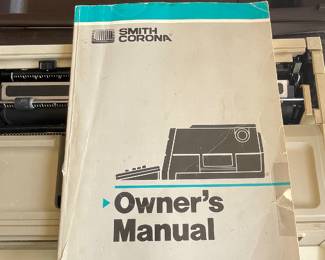 SMITH
CORONA
Owner's
Manual